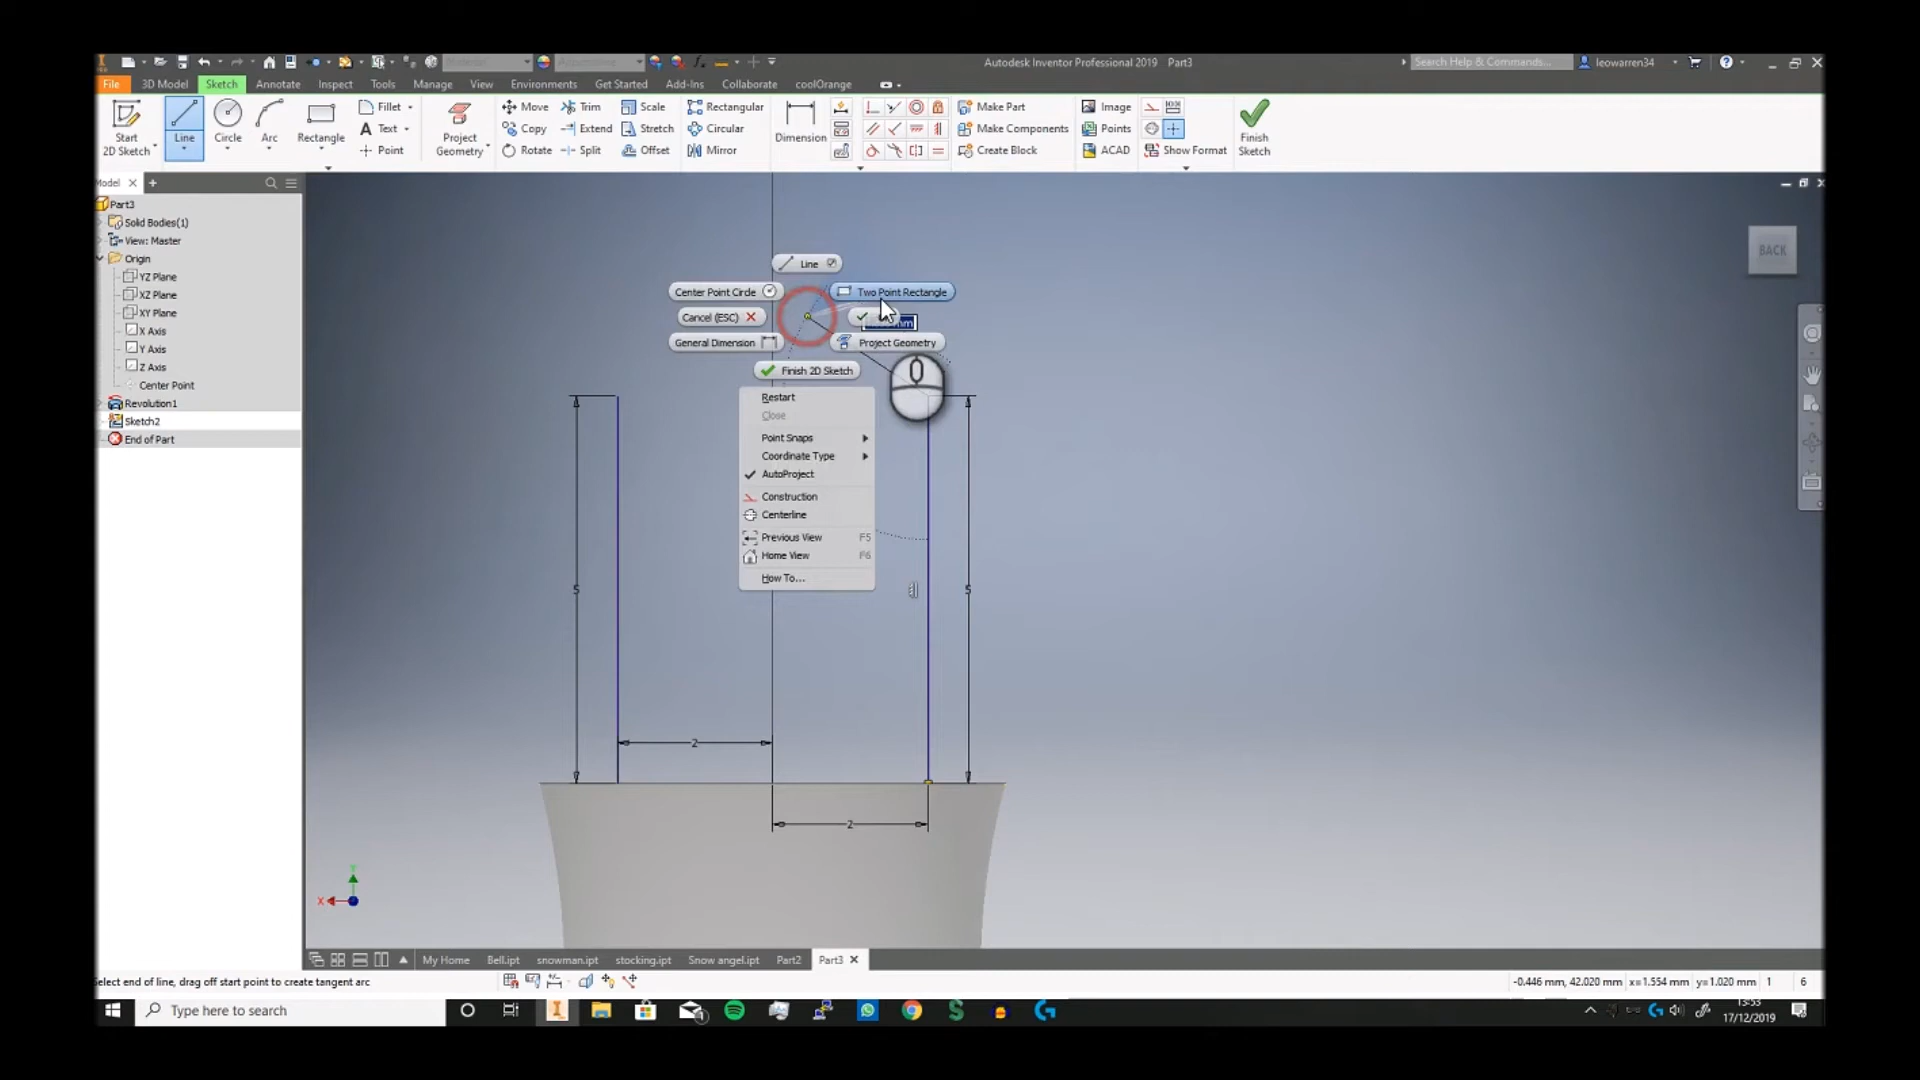 Autodesk Inventor Professional 2019 Part3
Search Help & Commands...
leowarren34
File 3D Model Sketch Annotate Inspect Tools Manage View Environments Get Started Add-Ins Collaborate coolOrange
Start
2D Sketch
Line
Circle
Arc
Rectangle
Fillet
Text
Point
Project
Geometry
Move Trim Scale
Copy Extend Stretch
Rotate Split Offset
Rectangular
Circular
Mirror
Dimension
Make Part
Make Components
Create Block
Image
Points
ACAD
Show Format
Finish
Sketch
Model
Part3
Solid Bodies(1)
View: Master
Origin
YZ Plane
XZ Plane
XY Plane
X Axis
Y Axis
Z Axis
Center Point
Revolution1
Sketch2
End of Part
BACK
Line
Center Point Circle
Two Point Rectangle
Cancel (ESC)
General Dimension
Project Geometry
Finish 2D Sketch
Restart
Close
Point Snaps
Coordinate Type
AutoProject
Construction
Centerline
Previous View F5
Home View F6
How To...
5
5
2
2
X
My Home Bell.ipt snowman.ipt stocking.ipt Snow angel.ipt Part2 Part3
Select end of line, drag off start point to create tangent arc
-0.446 mm, 42.020 mm x=1.554 mm y=1.020 mm 1 6
Type here to search
13:53
17/12/2019